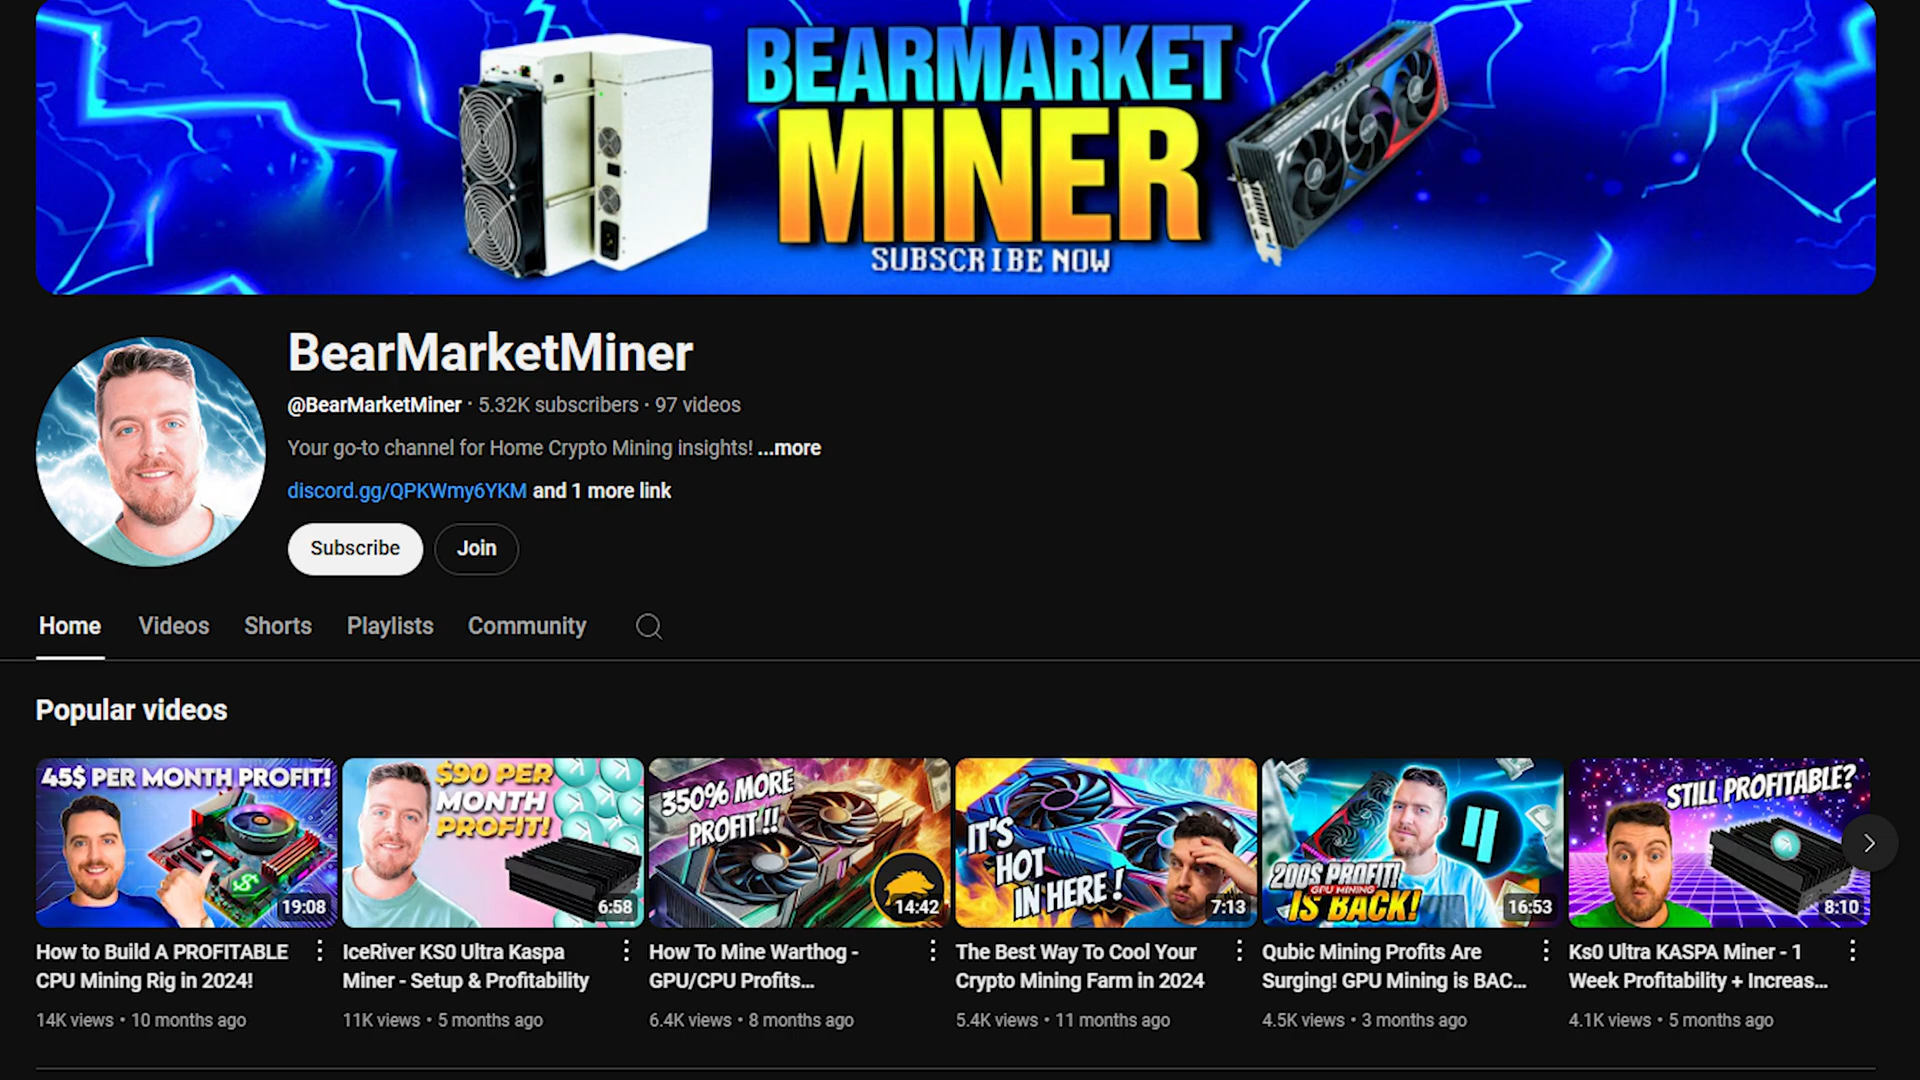 BEARMARKET
MINER
SUBSCRIBE NOW
BearMarketMiner
@BearMarketMiner · 5.32K subscribers · 97 videos
Your go-to channel for Home Crypto Mining insights! ...more
discord.gg/QPKWmy6YKM and 1 more link
Subscribe Join
Home Videos Shorts Playlists Community
Popular videos
45$ PER MONTH PROFIT!
19:08
How to Build A PROFITABLE
CPU Mining Rig in 2024!
14K views • 10 months ago
$90 PER
MONTH
PROFIT!
6:58
IceRiver KS0 Ultra Kaspa
Miner - Setup & Profitability
11K views • 5 months ago
350% MORE
PROFIT !!
14:42
How To Mine Warthog -
GPU/CPU Profits...
6.4K views • 8 months ago
IT'S
HOT
IN HERE !
7:13
The Best Way To Cool Your
Crypto Mining Farm in 2024
5.4K views • 11 months ago
200$ PROFIT!
GPU MINING
IS BACK!
16:53
Qubic Mining Profits Are
Surging! GPU Mining is BAC...
4.5K views • 3 months ago
STILL PROFITABLE?
8:10
Ks0 Ultra KASPA Miner - 1
Week Profitability + Increas...
4.1K views • 5 months ago